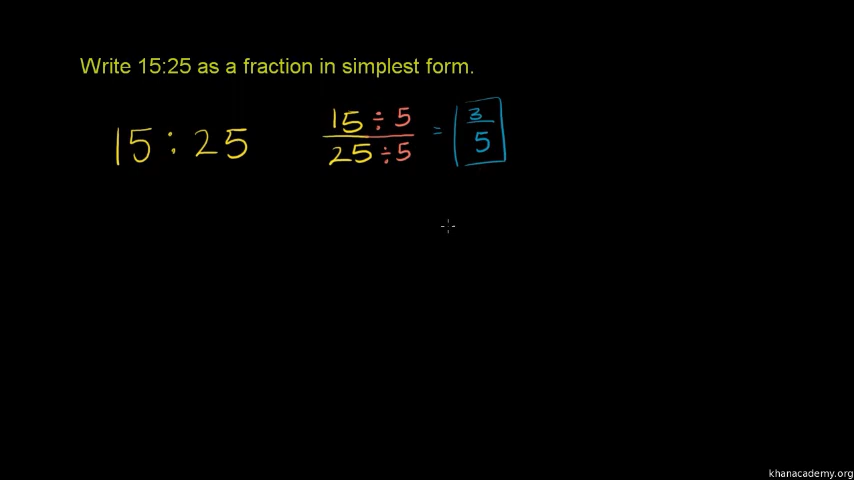 Write 15:25 as a fraction in simplest form.
15 : 25
15 ÷ 5
25 ÷ 5
= 3
5
khanacademy.org